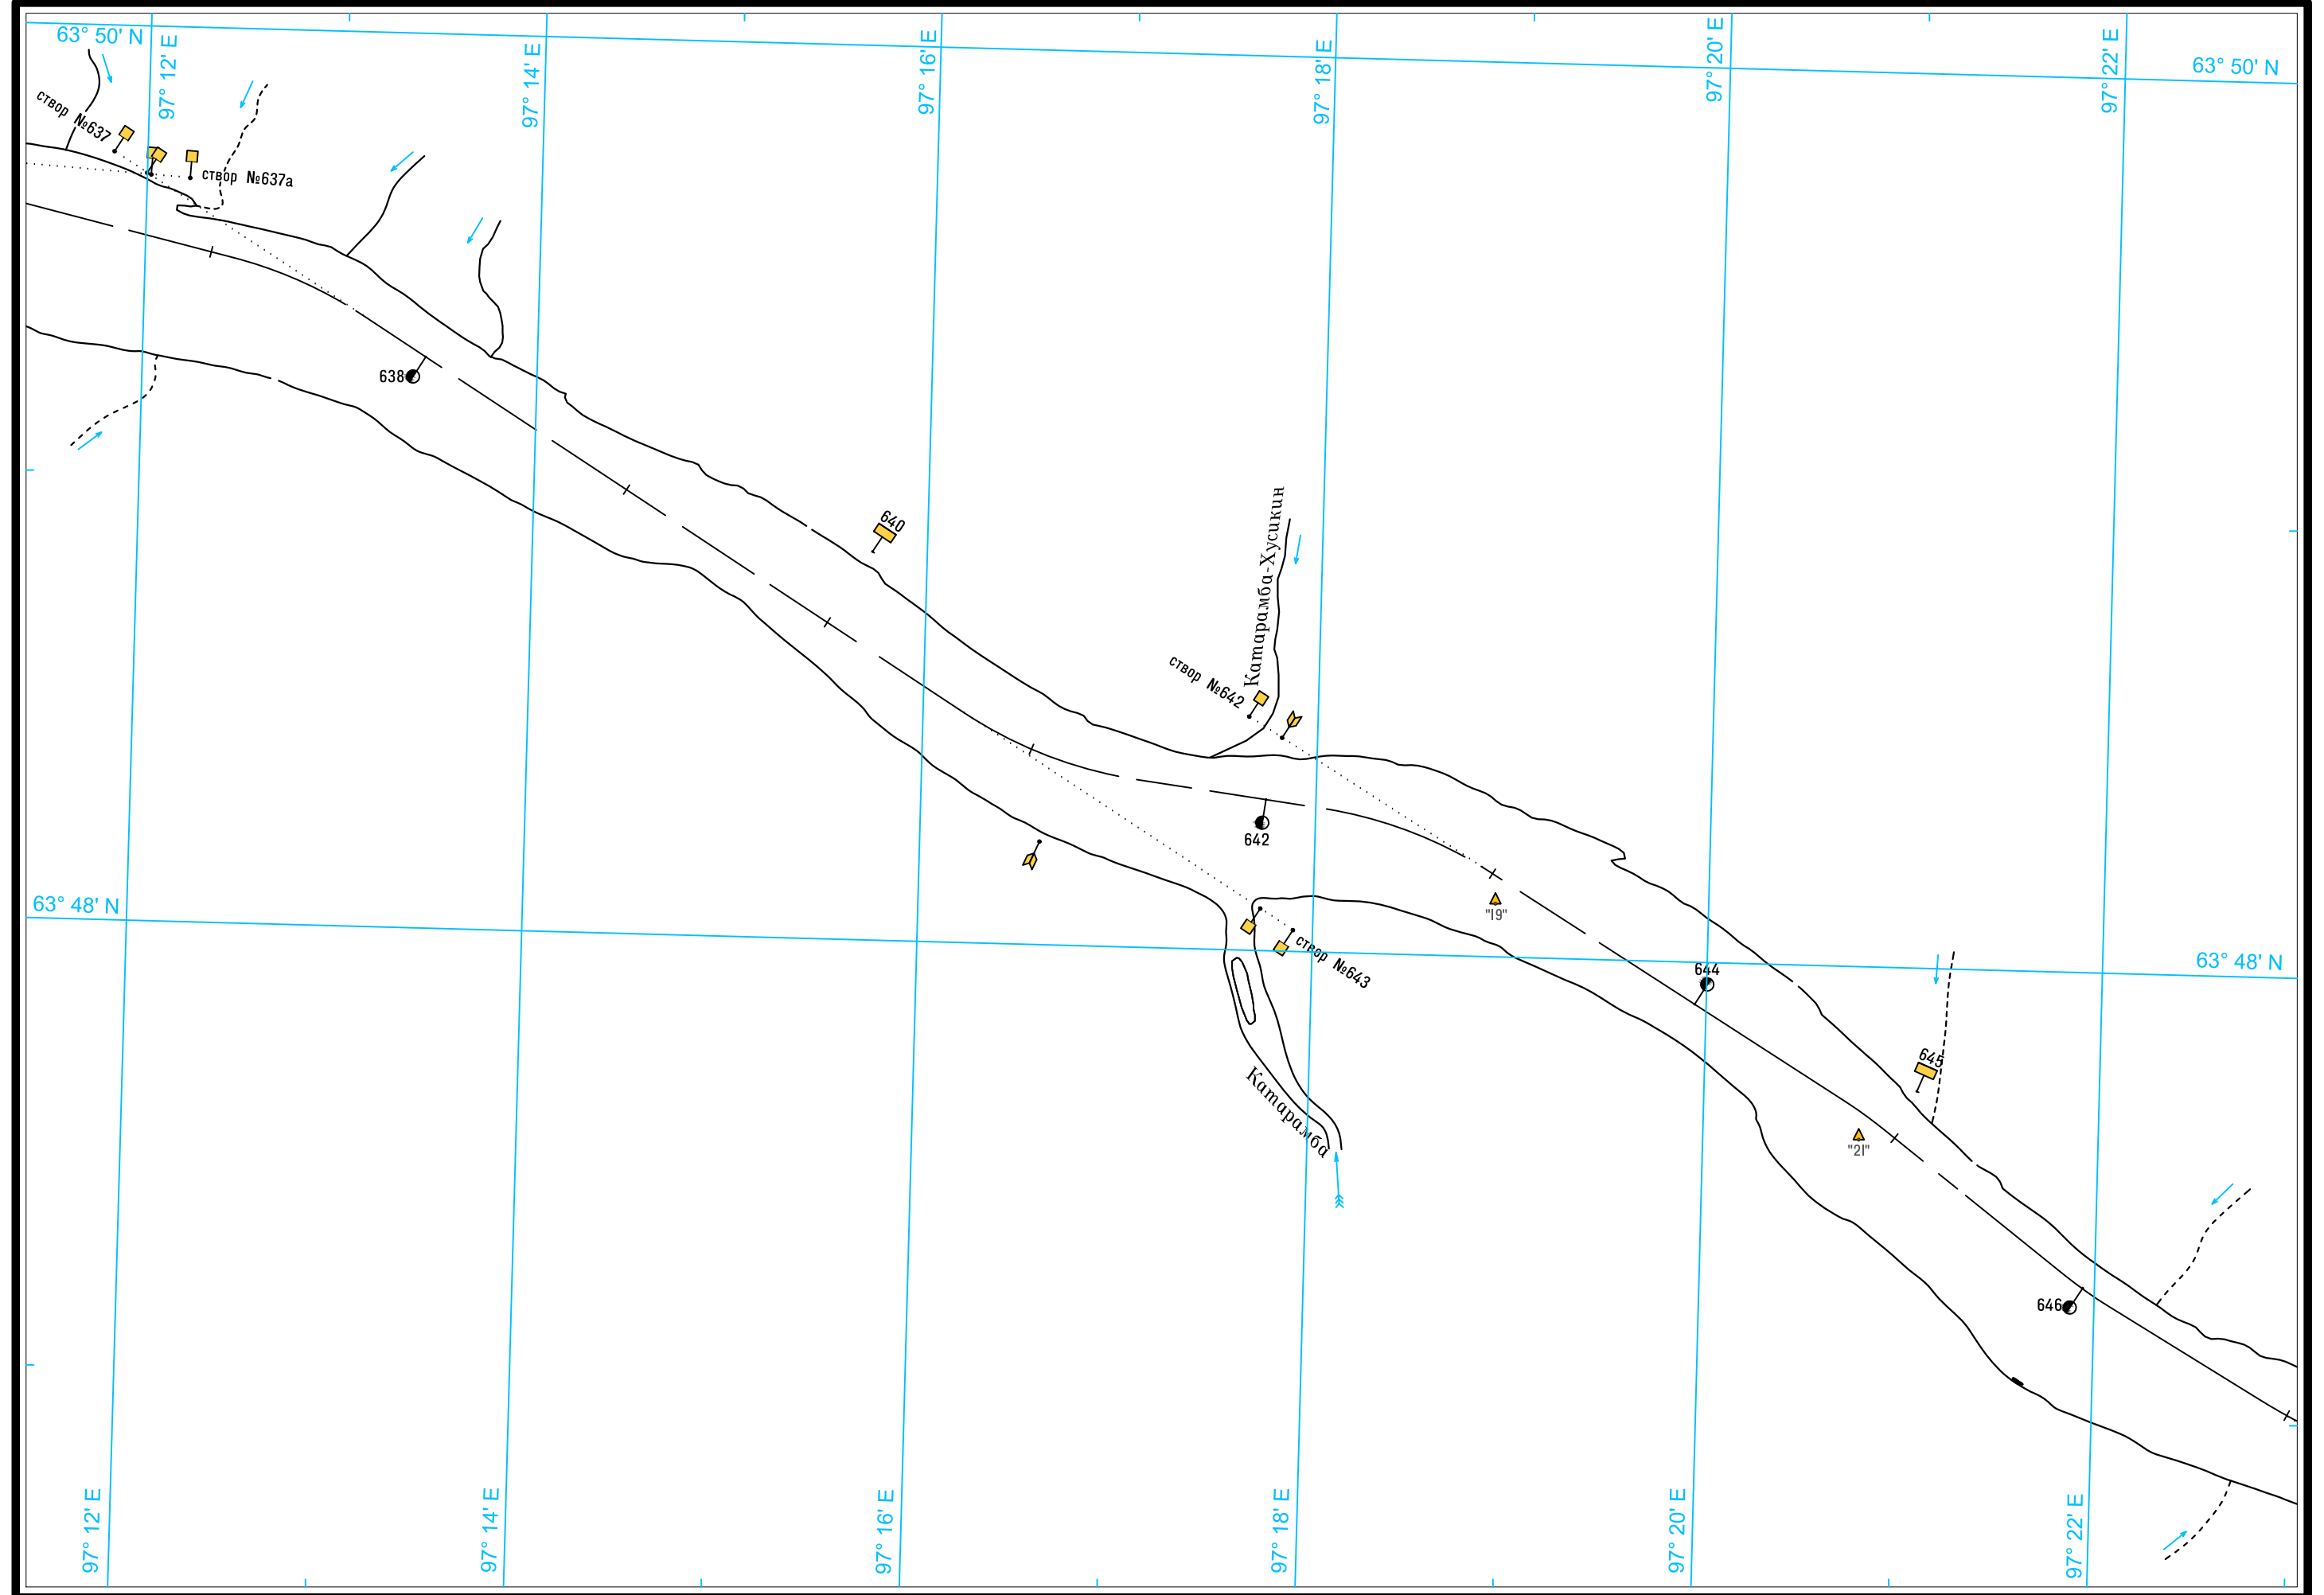 63° 50' N
97° 12' E
97° 14' E
97° 16' E
97° 18' E
97° 20' E
97° 22' E
63° 50' N
створ №637
створ №637а
638
640
Катарамба-Хусикин
створ №642
642
"19"
63° 48' N
створ №643
644
63° 48' N
645
Катарамба
"21"
646
97° 12' E
97° 14' E
97° 16' E
97° 18' E
97° 20' E
97° 22' E